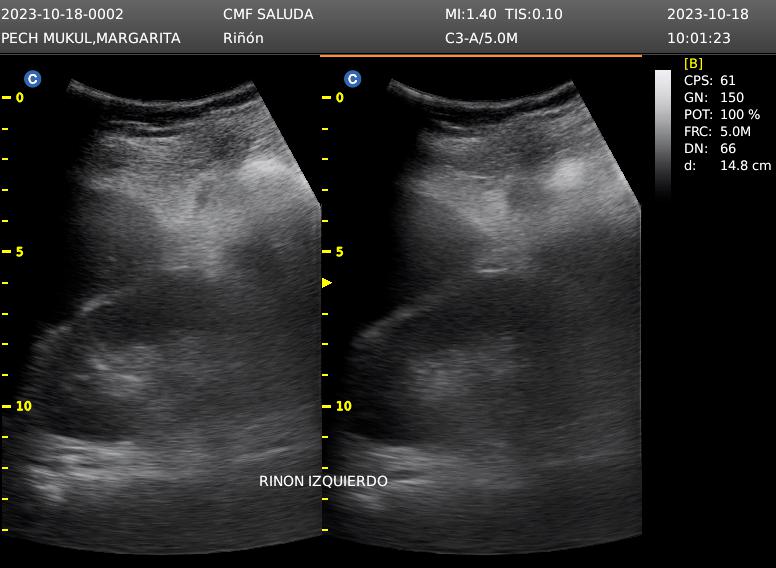 2023-10-18-0002 CMF SALUDA MI:1.40 TIS:0.10 2023-10-18
PECH MUKUL,MARGARITA Riñón C3-A/5.0M 10:01:23
[B]
CPS: 61
GN: 150
POT: 100 %
FRC: 5.0M
DN: 66
d: 14.8 cm
C C
0 0
5 5
10 10
RINON IZQUIERDO